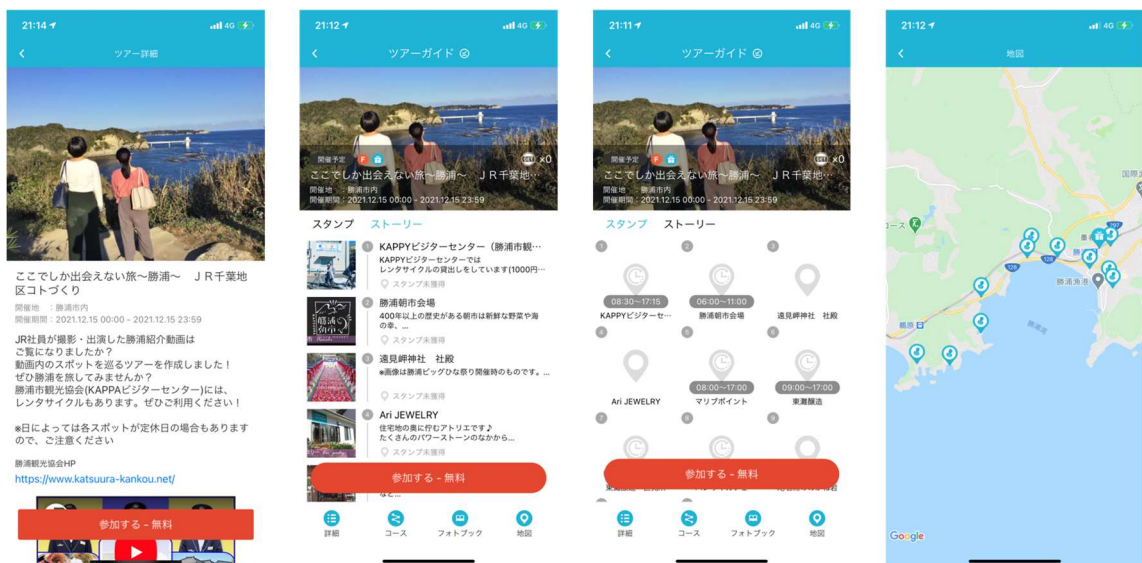 21:14
4G
ツアー詳細
ここでしか出会えない旅~勝浦~　ＪＲ千葉地
区コトづくり
開催地　：勝浦市内
開催期間：2021.12.15 00:00 - 2021.12.15 23:59
JR社員が撮影・出演した勝浦紹介動画は
ご覧になりましたか？
動画内のスポットを巡るツアーを作成しました！
ぜひ勝浦を旅してみませんか？
勝浦市観光協会(KAPPAビジターセンター)には、
レンタサイクルもあります。ぜひご利用ください！
※日によっては各スポットが定休日の場合もあります
ので、ご注意ください
勝浦観光協会HP
https://www.katsuura-kankou.net/
参加する - 無料
21:12
4G
ツアーガイド
開催予定
F
GET! ×0
ここでしか出会えない旅~勝浦~　ＪＲ千葉地…
開催地　：勝浦市内
開催期間：2021.12.15 00:00 - 2021.12.15 23:59
スタンプ　ストーリー
1 KAPPYビジターセンター（勝浦市観…
KAPPYビジターセンターでは
レンタサイクルの貸出しをしています(1000円…
スタンプ未獲得
2 勝浦朝市会場
400年以上の歴史がある朝市は新鮮な野菜や海
の幸、...
スタンプ未獲得
3 遠見岬神社　社殿
※画像は勝浦ビッグひな祭り開催時のものです。...
スタンプ未獲得
4 Ari JEWELRY
住宅地の奥に佇むアトリエです♪
たくさんのパワーストーンのなかから...
スタンプ未獲得
参加する - 無料
など...
詳細　コース　フォトブック　地図
21:11
4G
ツアーガイド
開催予定
F
GET! ×0
ここでしか出会えない旅~勝浦~　ＪＲ千葉地…
開催地　：勝浦市内
開催期間：2021.12.15 00:00 - 2021.12.15 23:59
スタンプ　ストーリー
1 2 3
08:30~17:15 06:00~11:00
KAPPYビジターセ… 勝浦朝市会場 遠見岬神社　社殿
4 5 6
08:00~17:00 09:00~17:00
Ari JEWELRY マリブポイント 東灘醸造
7 8 9
参加する - 無料
詳細　コース　フォトブック　地図
21:12
4G
地図
国際
ース
297
128
128
勝浦漁港
鵜原
勝浦湾
Google